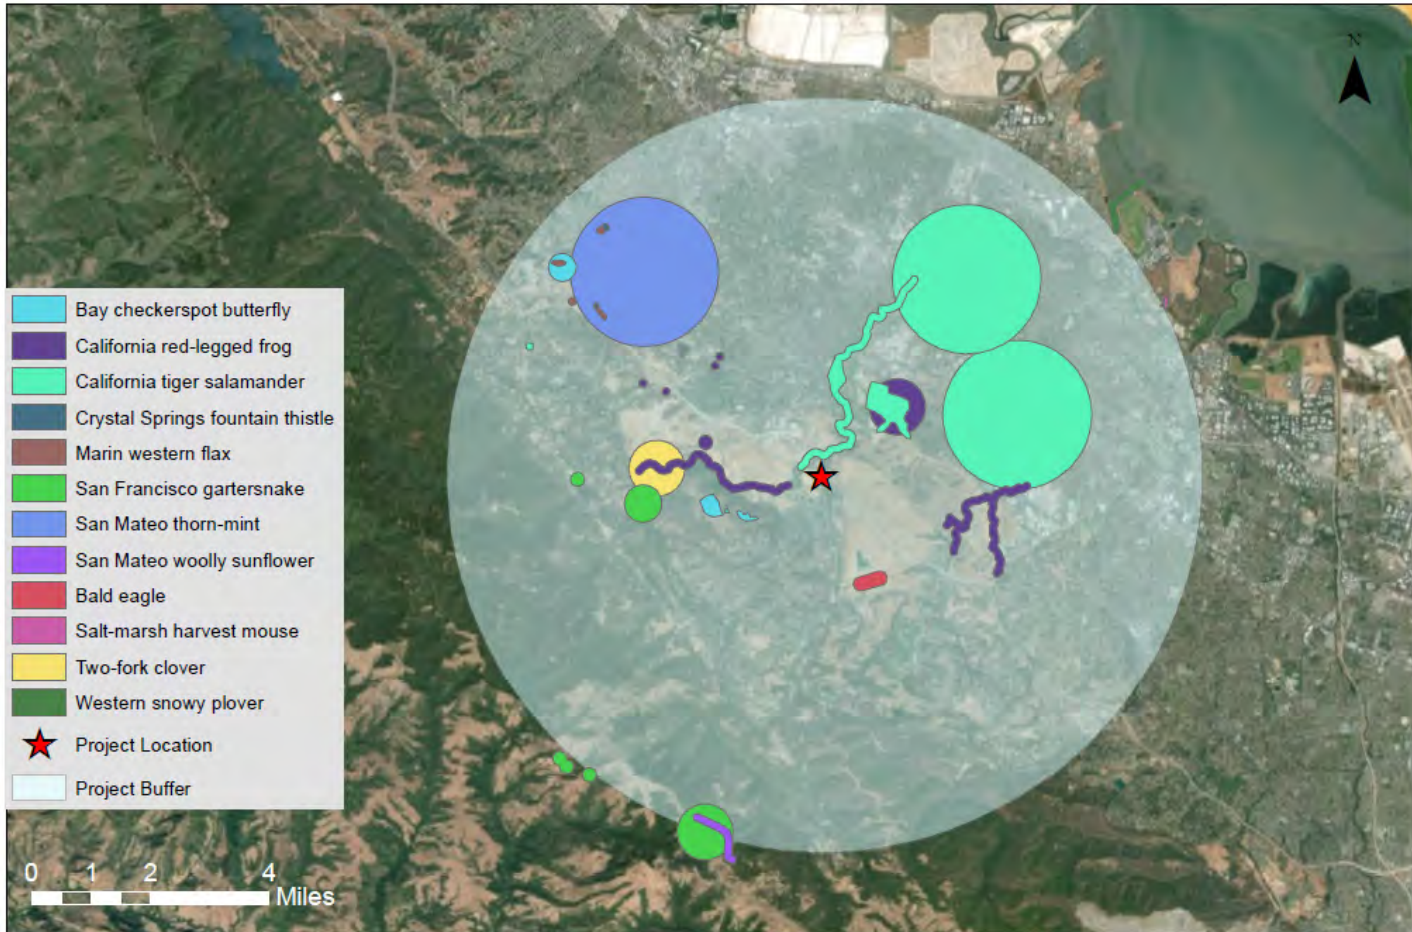 N
Bay checkerspot butterfly
California red-legged frog
California tiger salamander
Crystal Springs fountain thistle
Marin western flax
San Francisco gartersnake
San Mateo thorn-mint
San Mateo woolly sunflower
Bald eagle
Salt-marsh harvest mouse
Two-fork clover
Western snowy plover
Project Location
Project Buffer
0 1 2 4
Miles